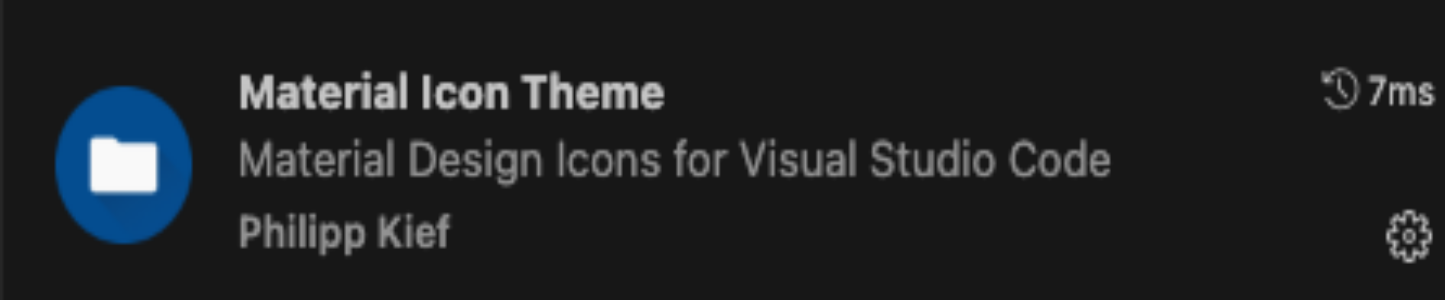 Material Icon Theme
7ms
Material Design Icons for Visual Studio Code
Philipp Kief